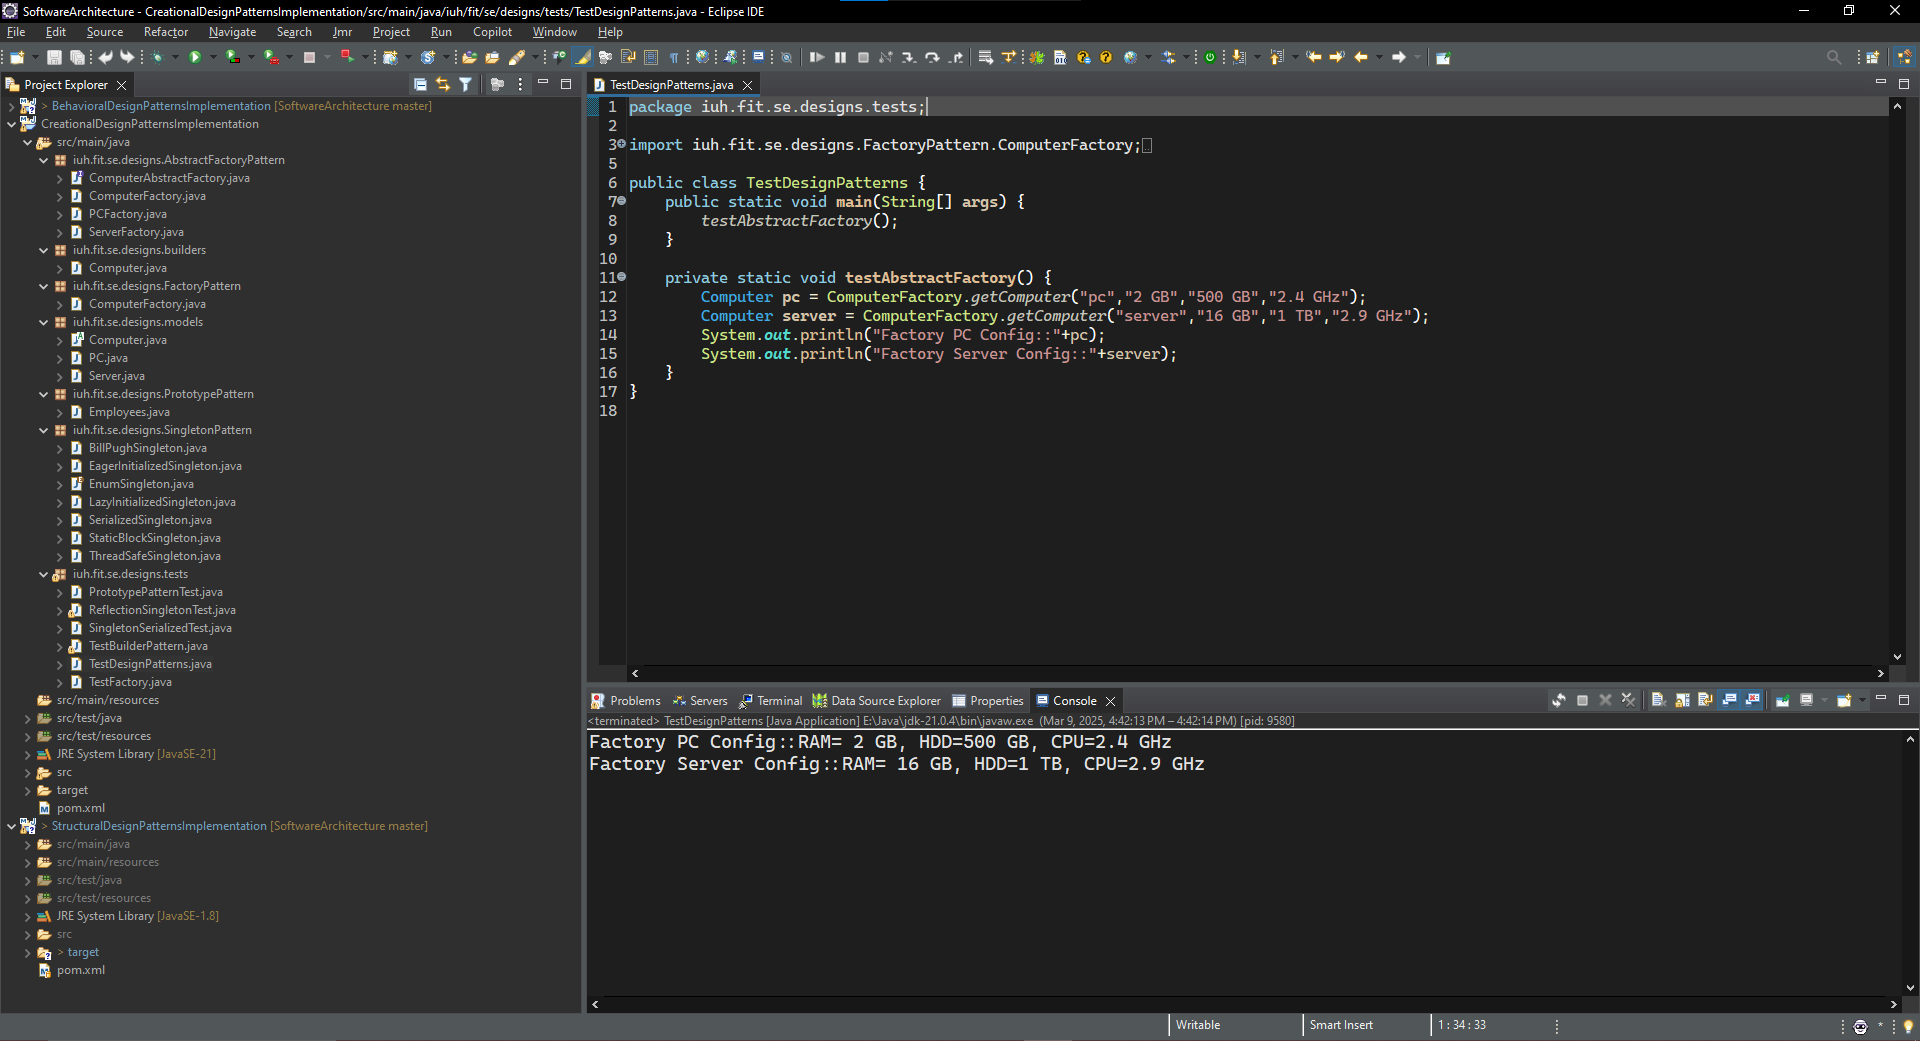 SoftwareArchitecture - CreationalDesignPatternsImplementation/src/main/java/iuh/fit/se/designs/tests/TestDesignPatterns.java - Eclipse IDE
File Edit Source Refactor Navigate Search Jmr Project Run Copilot Window Help
Project Explorer
> BehavioralDesignPatternsImplementation [SoftwareArchitecture master]
CreationalDesignPatternsImplementation
src/main/java
iuh.fit.se.designs.AbstractFactoryPattern
ComputerAbstractFactory.java
ComputerFactory.java
PCFactory.java
ServerFactory.java
iuh.fit.se.designs.builders
Computer.java
iuh.fit.se.designs.FactoryPattern
ComputerFactory.java
iuh.fit.se.designs.models
Computer.java
PC.java
Server.java
iuh.fit.se.designs.PrototypePattern
Employees.java
iuh.fit.se.designs.SingletonPattern
BillPughSingleton.java
EagerInitializedSingleton.java
EnumSingleton.java
LazyInitializedSingleton.java
SerializedSingleton.java
StaticBlockSingleton.java
ThreadSafeSingleton.java
iuh.fit.se.designs.tests
PrototypePatternTest.java
ReflectionSingletonTest.java
SingletonSerializedTest.java
TestBuilderPattern.java
TestDesignPatterns.java
TestFactory.java
src/main/resources
src/test/java
src/test/resources
JRE System Library [JavaSE-21]
src
target
pom.xml
> StructuralDesignPatternsImplementation [SoftwareArchitecture master]
src/main/java
src/main/resources
src/test/java
src/test/resources
JRE System Library [JavaSE-1.8]
src
> target
pom.xml
TestDesignPatterns.java
1 package iuh.fit.se.designs.tests;
2
3 import iuh.fit.se.designs.FactoryPattern.ComputerFactory;
5
6 public class TestDesignPatterns {
7 public static void main(String[] args) {
8 testAbstractFactory();
9 }
10
11 private static void testAbstractFactory() {
12 Computer pc = ComputerFactory.getComputer("pc","2 GB","500 GB","2.4 GHz");
13 Computer server = ComputerFactory.getComputer("server","16 GB","1 TB","2.9 GHz");
14 System.out.println("Factory PC Config::"+pc);
15 System.out.println("Factory Server Config::"+server);
16 }
17 }
18
Problems Servers Terminal Data Source Explorer Properties Console
<terminated> TestDesignPatterns [Java Application] E:\Java\jdk-21.0.4\bin\javaw.exe (Mar 9, 2025, 4:42:13 PM – 4:42:14 PM) [pid: 9580]
Factory PC Config::RAM= 2 GB, HDD=500 GB, CPU=2.4 GHz
Factory Server Config::RAM= 16 GB, HDD=1 TB, CPU=2.9 GHz
Writable Smart Insert 1 : 34 : 33